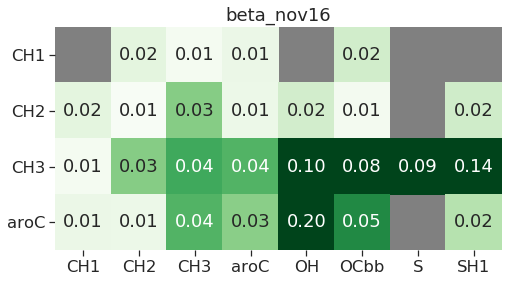 beta_nov16
CH1 0.02 0.01 0.01 0.02
CH2 0.02 0.01 0.03 0.01 0.02 0.01 0.02
CH3 0.01 0.03 0.04 0.04 0.10 0.08 0.09 0.14
aroC 0.01 0.01 0.04 0.03 0.20 0.05 0.02
CH1 CH2 CH3 aroC OH OCbb S SH1